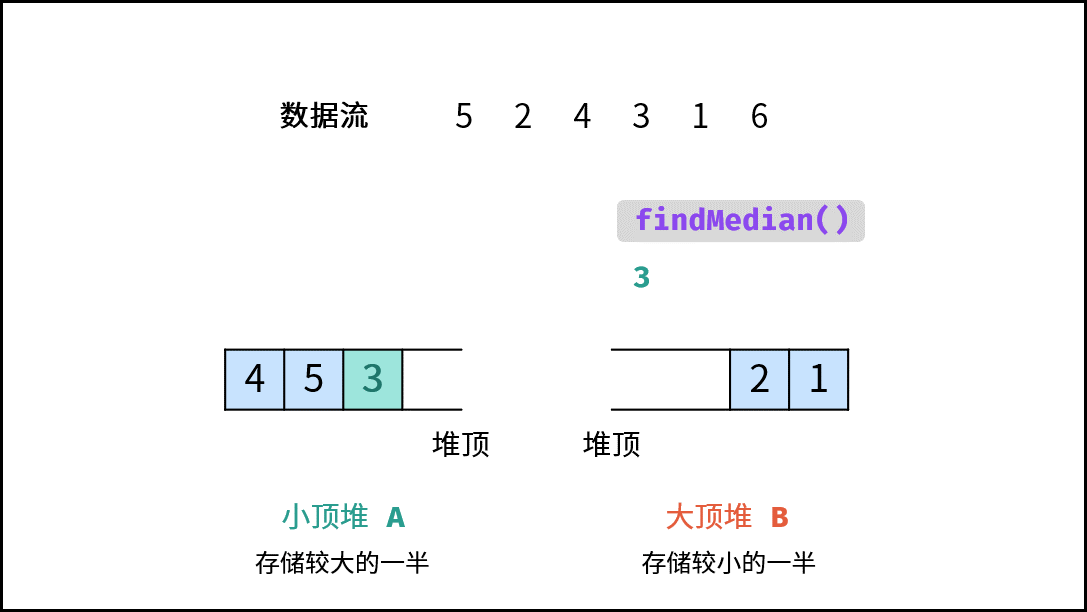 数据流 5 2 4 3 1 6
findMedian()
3
4 5 3 2 1
堆顶 堆顶
小顶堆 A 大顶堆 B
存储较大的一半 存储较小的一半